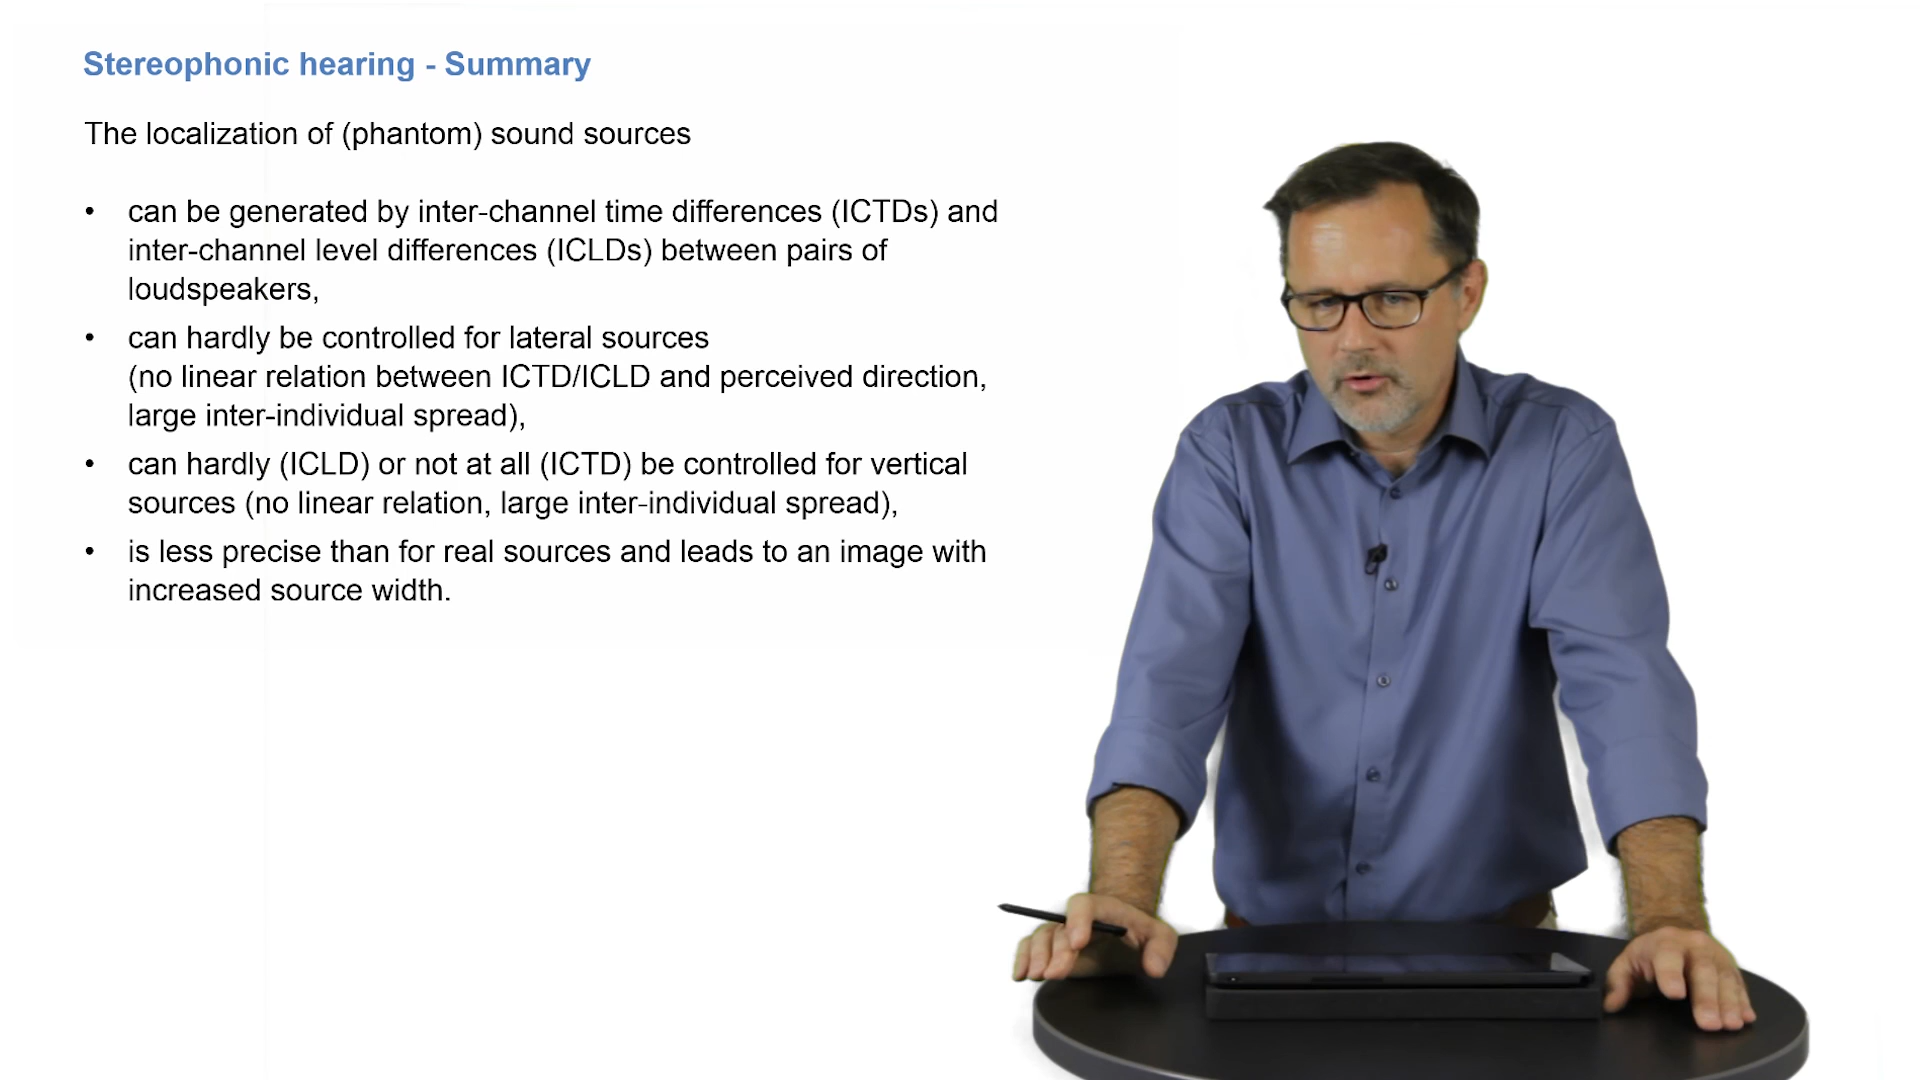 Stereophonic hearing - Summary
The localization of (phantom) sound sources
• can be generated by inter-channel time differences (ICTDs) and
inter-channel level differences (ICLDs) between pairs of
loudspeakers,
• can hardly be controlled for lateral sources
(no linear relation between ICTD/ICLD and perceived direction,
large inter-individual spread),
• can hardly (ICLD) or not at all (ICTD) be controlled for vertical
sources (no linear relation, large inter-individual spread),
• is less precise than for real sources and leads to an image with
increased source width.